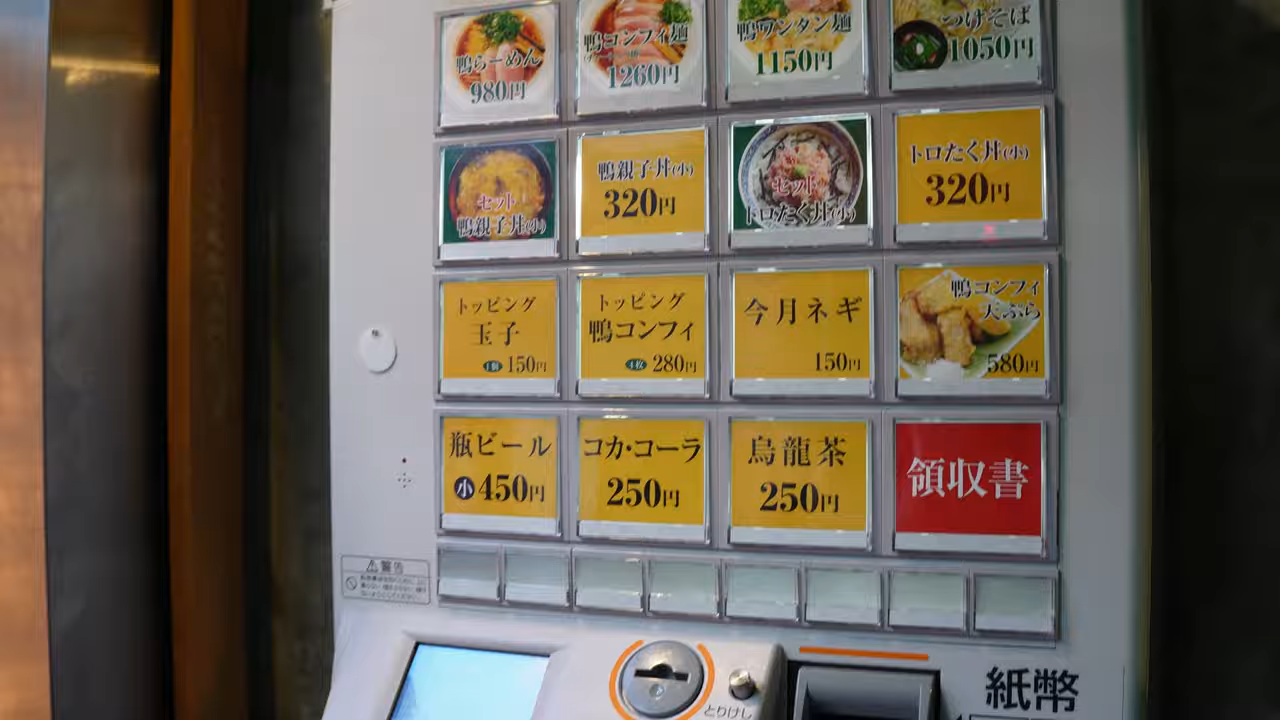 鴨らーめん
980円
鴨コンフィ麺
1260円
鴨ワンタン麺
1150円
つけそば
1050円
セット
鴨親子丼(小)
鴨親子丼(小)
320円
セット
トロたく丼(小)
トロたく丼(小)
320円
トッピング
玉子
1個 150円
トッピング
鴨コンフィ
4枚 280円
今月ネギ
150円
鴨コンフィ
天ぷら
580円
瓶ビール
小 450円
コカ・コーラ
250円
烏龍茶
250円
領収書
警告
とりけし
紙幣